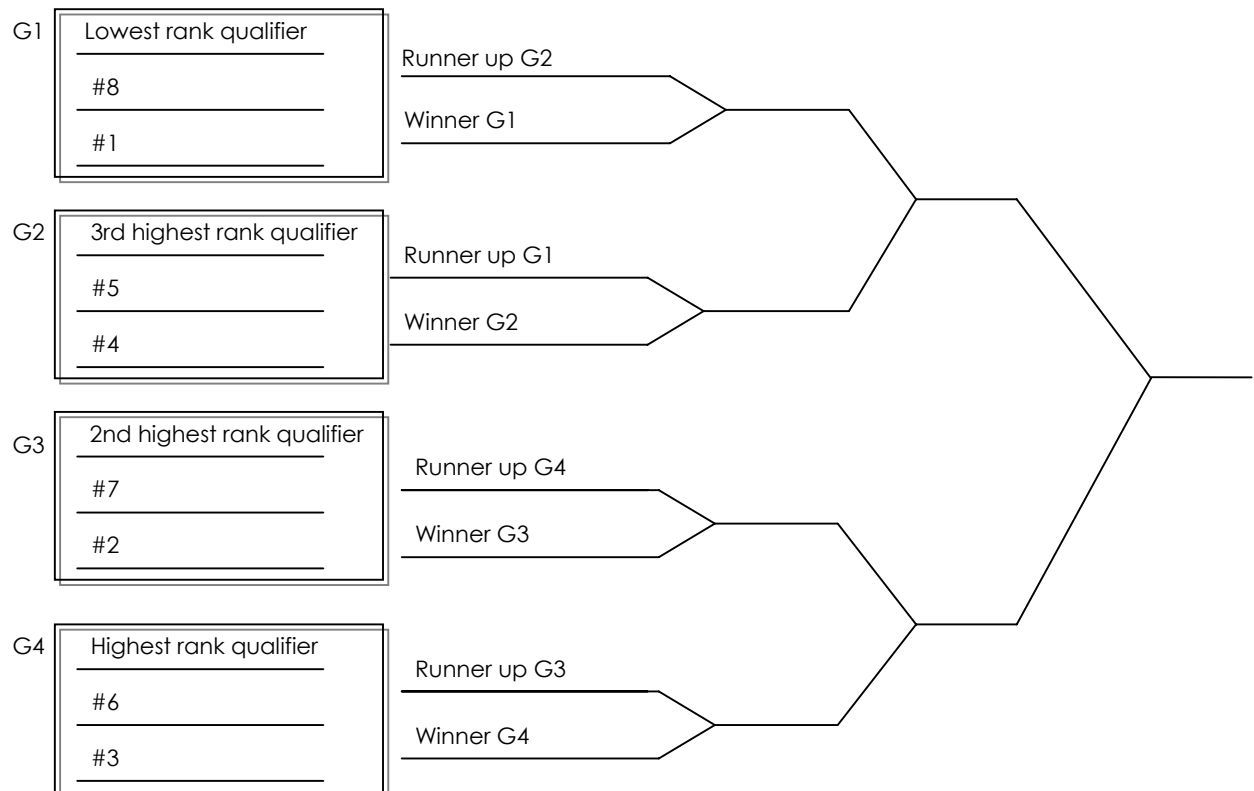 G1
Lowest rank qualifier
#8
#1
Runner up G2
Winner G1
G2
3rd highest rank qualifier
#5
#4
Runner up G1
Winner G2
G3
2nd highest rank qualifier
#7
#2
Runner up G4
Winner G3
G4
Highest rank qualifier
#6
#3
Runner up G3
Winner G4